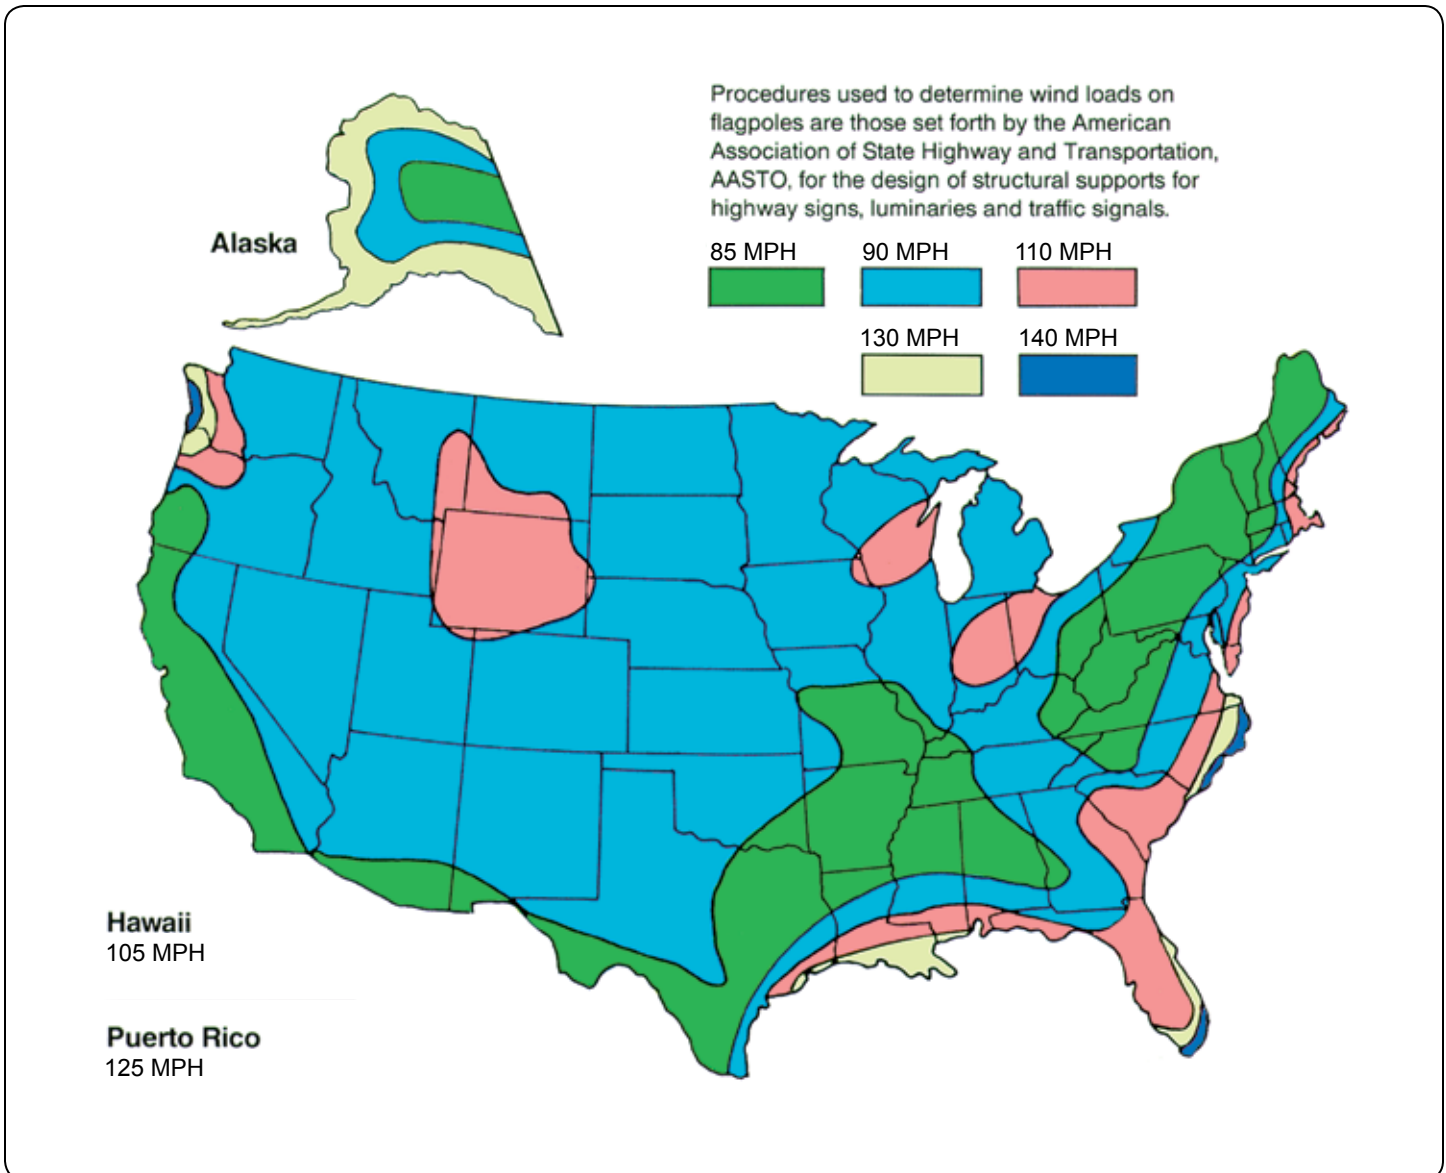 Procedures used to determine wind loads on
flagpoles are those set forth by the American
Association of State Highway and Transportation,
AASTO, for the design of structural supports for
highway signs, luminaries and traffic signals.
Alaska
85 MPH
90 MPH
110 MPH
130 MPH
140 MPH
Hawaii
105 MPH
Puerto Rico
125 MPH